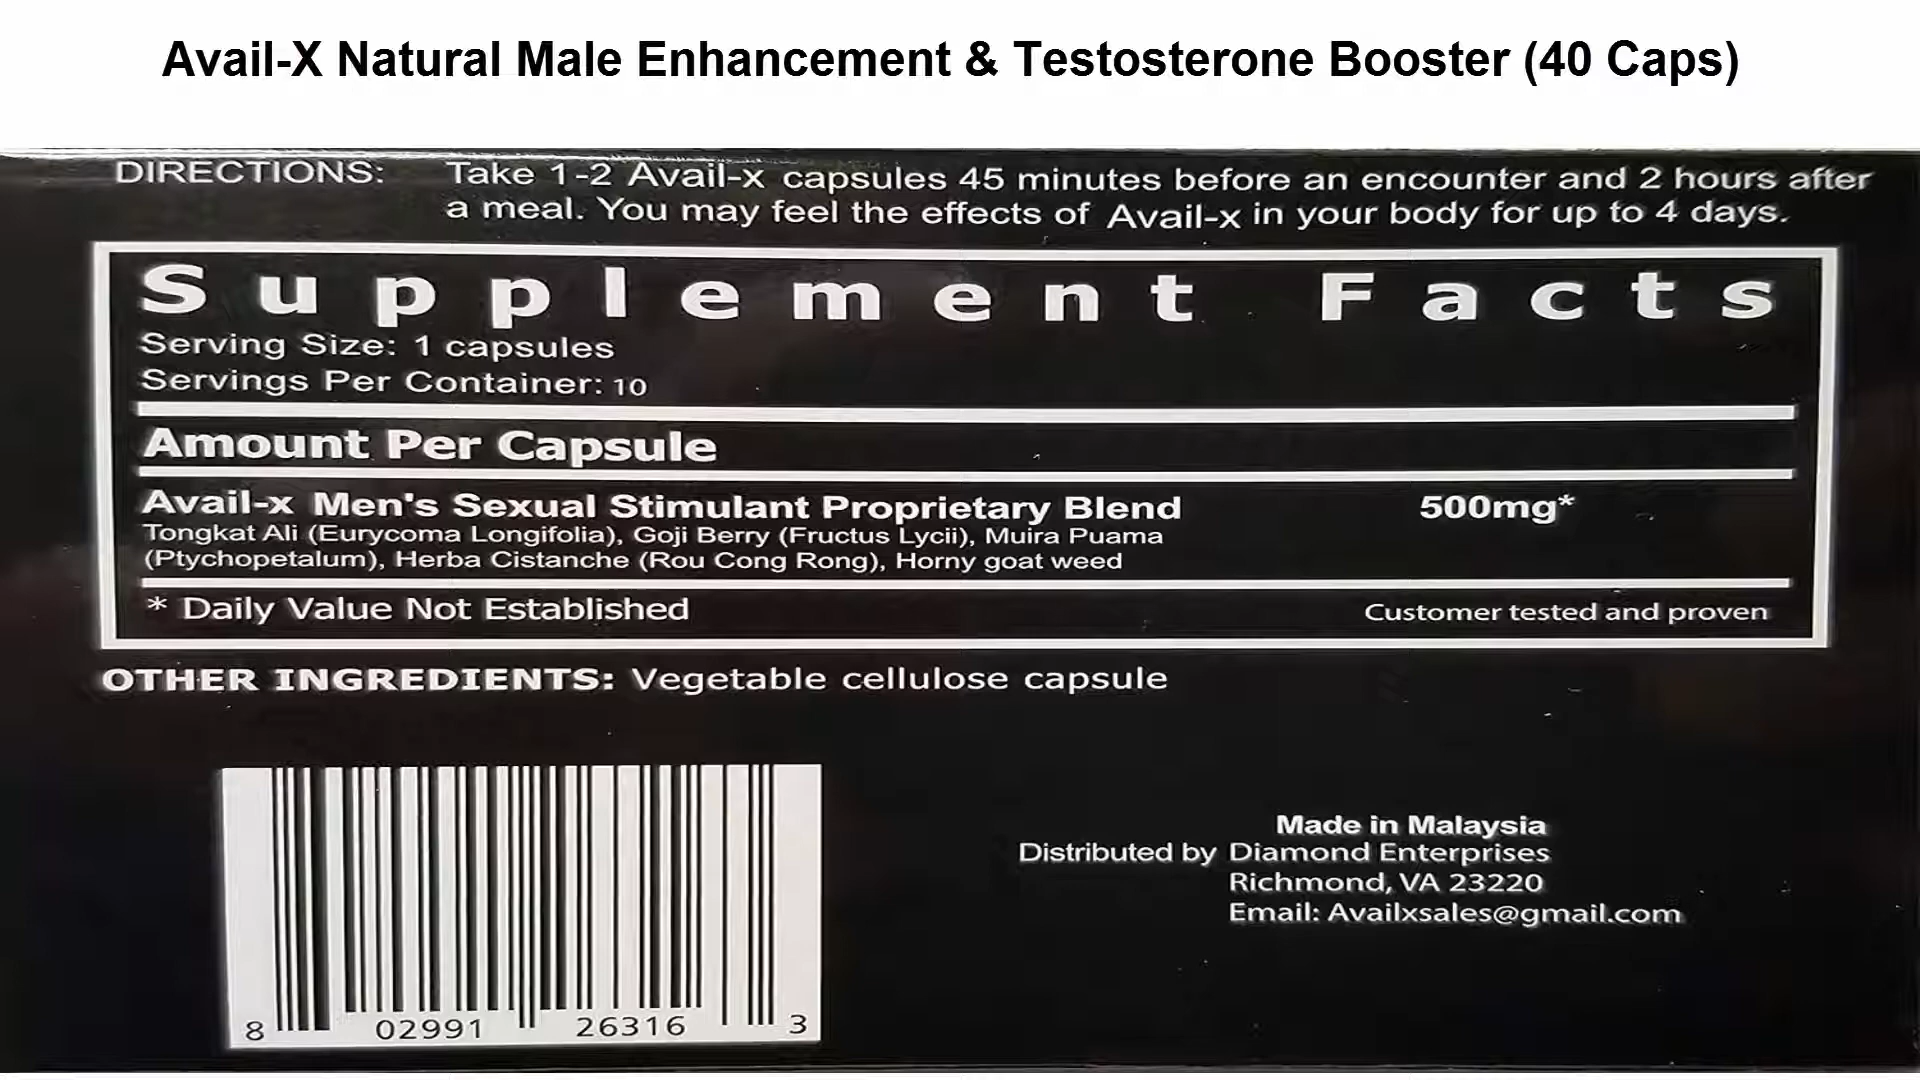 Avail-X Natural Male Enhancement & Testosterone Booster (40 Caps)
DIRECTIONS: Take 1-2 Avail-x capsules 45 minutes before an encounter and 2 hours after
a meal. You may feel the effects of Avail-x in your body for up to 4 days.
Supplement Facts
Serving Size: 1 capsules
Servings Per Container: 10
Amount Per Capsule
Avail-x Men's Sexual Stimulant Proprietary Blend 500mg*
Tongkat Ali (Eurycoma Longifolia), Goji Berry (Fructus Lycii), Muira Puama
(Ptychopetalum), Herba Cistanche (Rou Cong Rong), Horny goat weed
* Daily Value Not Established Customer tested and proven
OTHER INGREDIENTS: Vegetable cellulose capsule
8 02991 26316 3
Made in Malaysia
Distributed by Diamond Enterprises
Richmond, VA 23220
Email: Availxsales@gmail.com